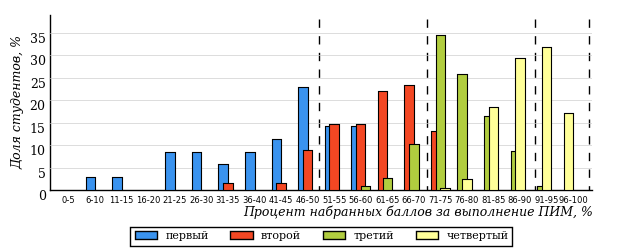 Доля студентов, %
35
30
25
20
15
10
5
0
0-5 6-10 11-15 16-20 21-25 26-30 31-35 36-40 41-45 46-50 51-55 56-60 61-65 66-70 71-75 76-80 81-85 86-90 91-95 96-100
Процент набранных баллов за выполнение ПИМ, %
первый второй третий четвертый